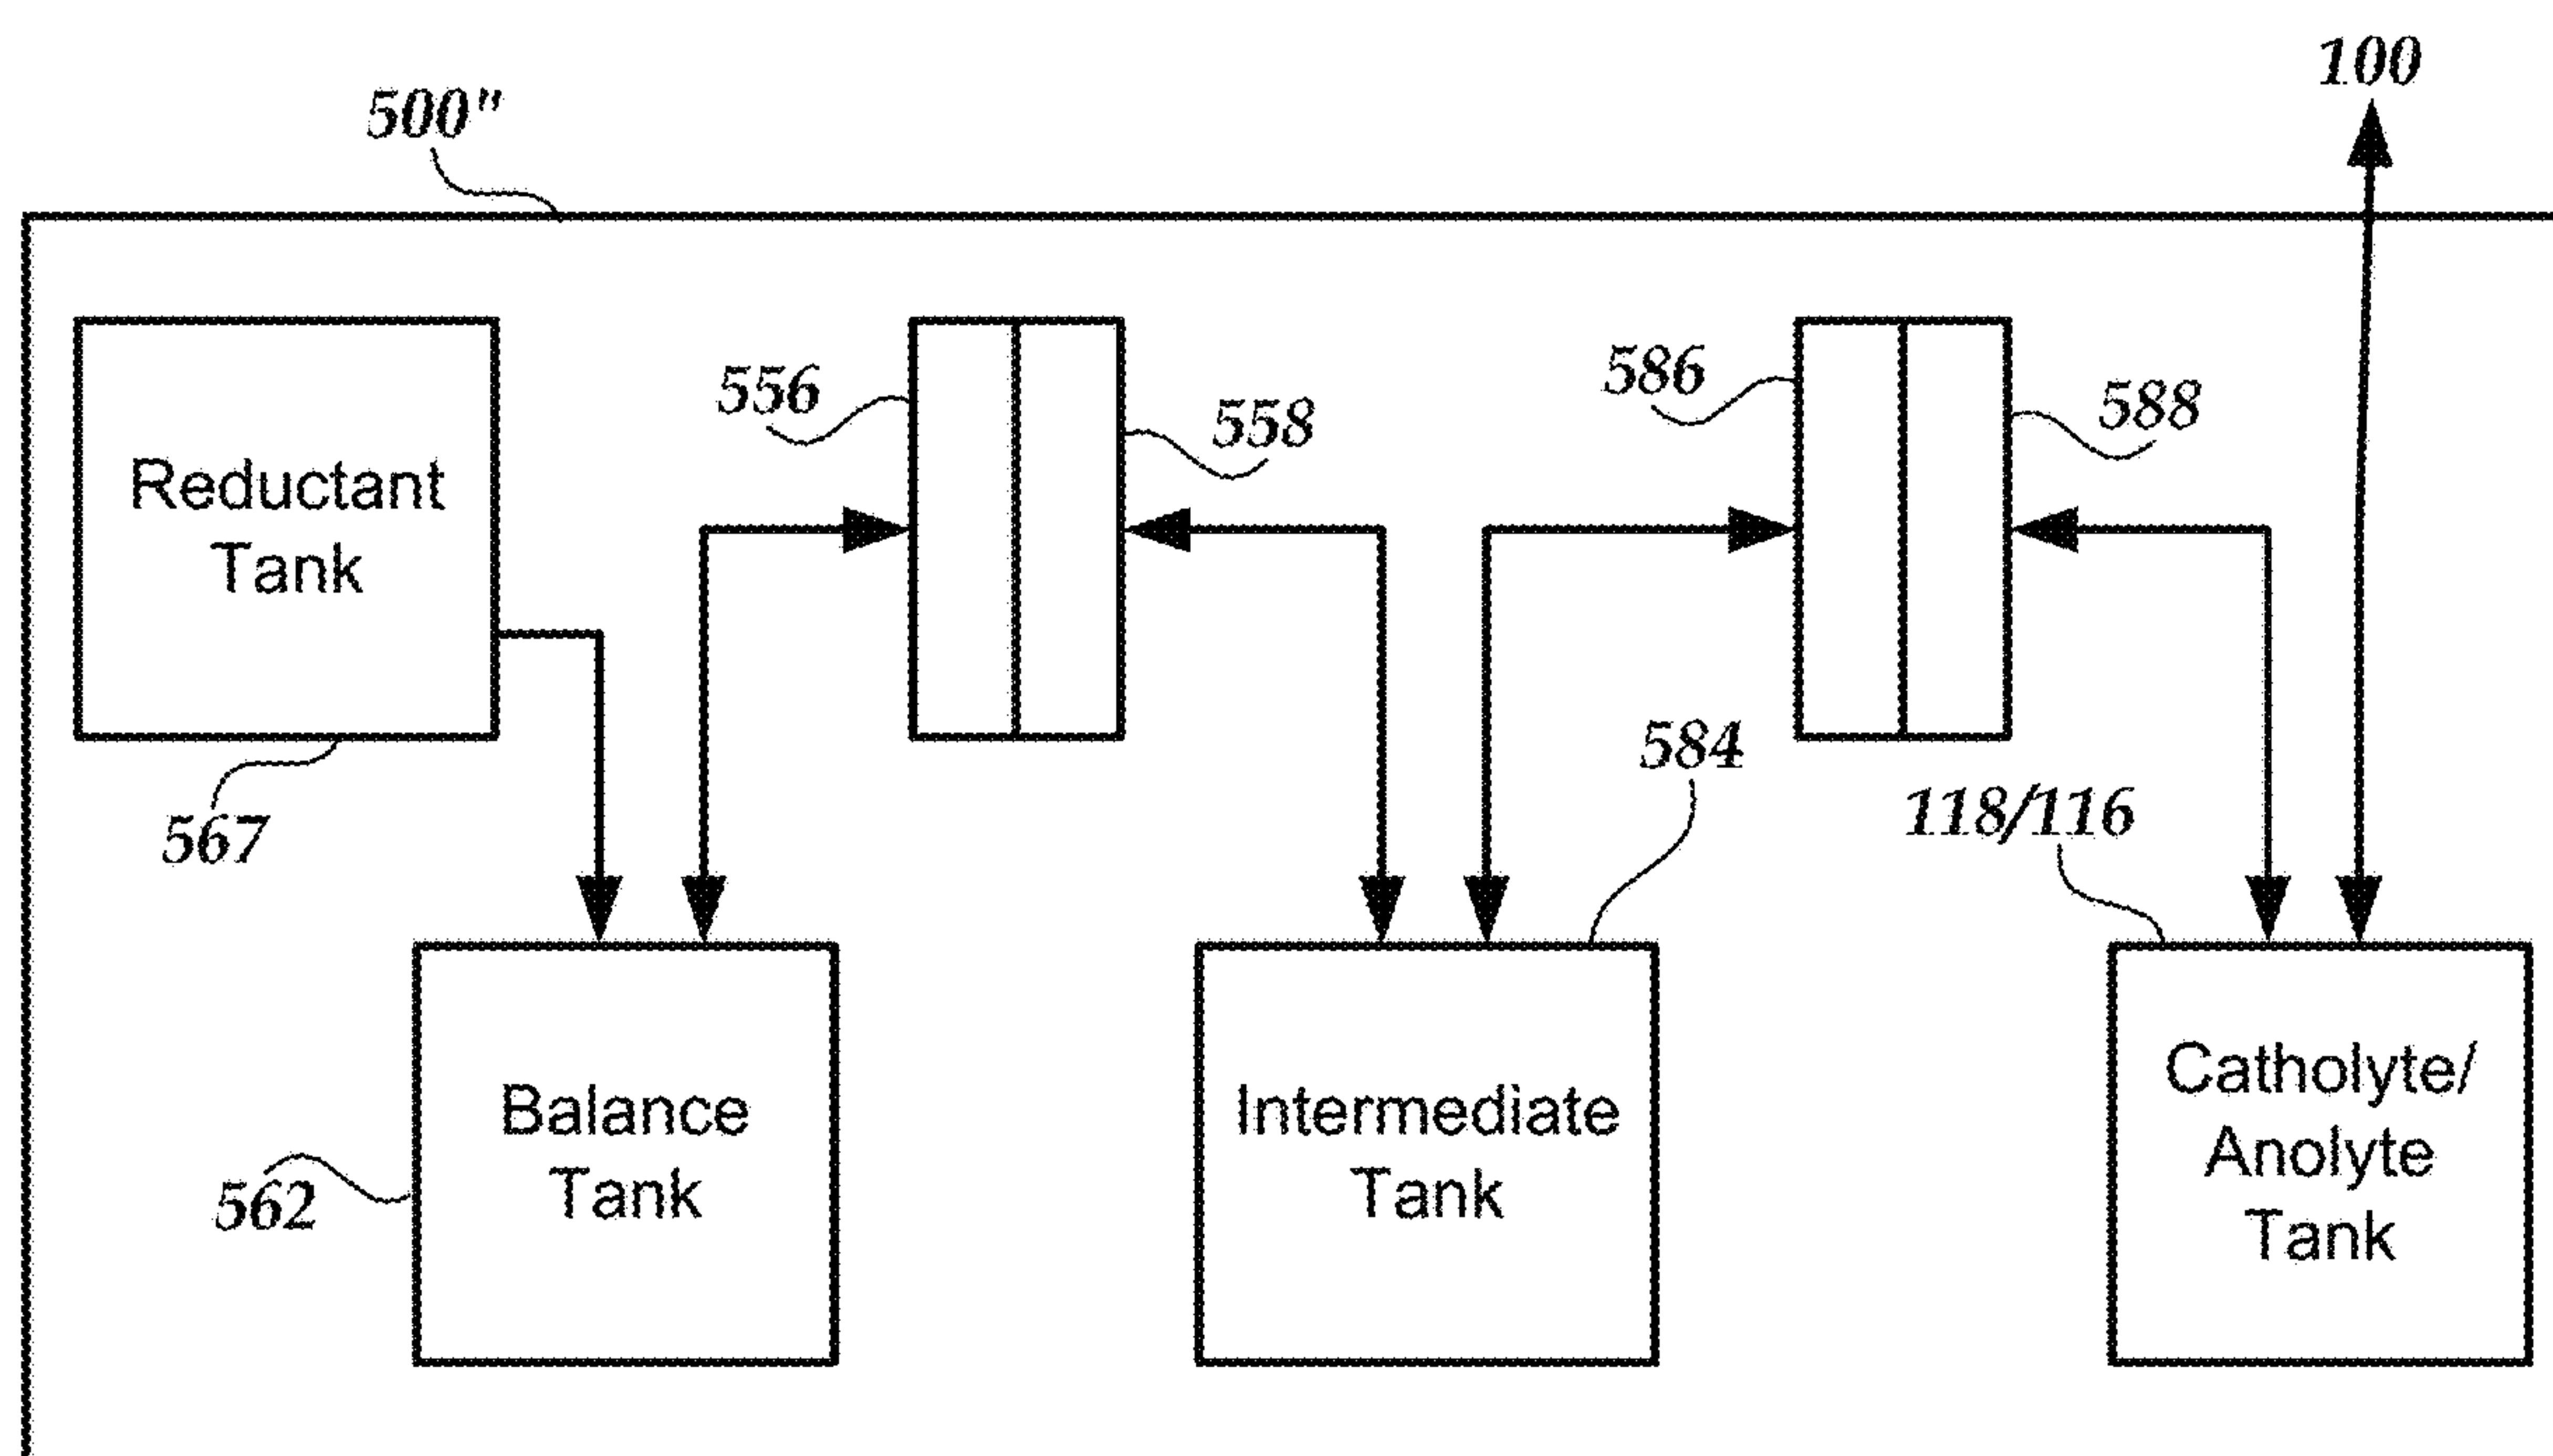 100
500"
586
556
588
558
Reductant
Tank
584
118/116
567
Catholyte/
Balance
Tank
Intermediate
Tank
Anolyte
Tank
562